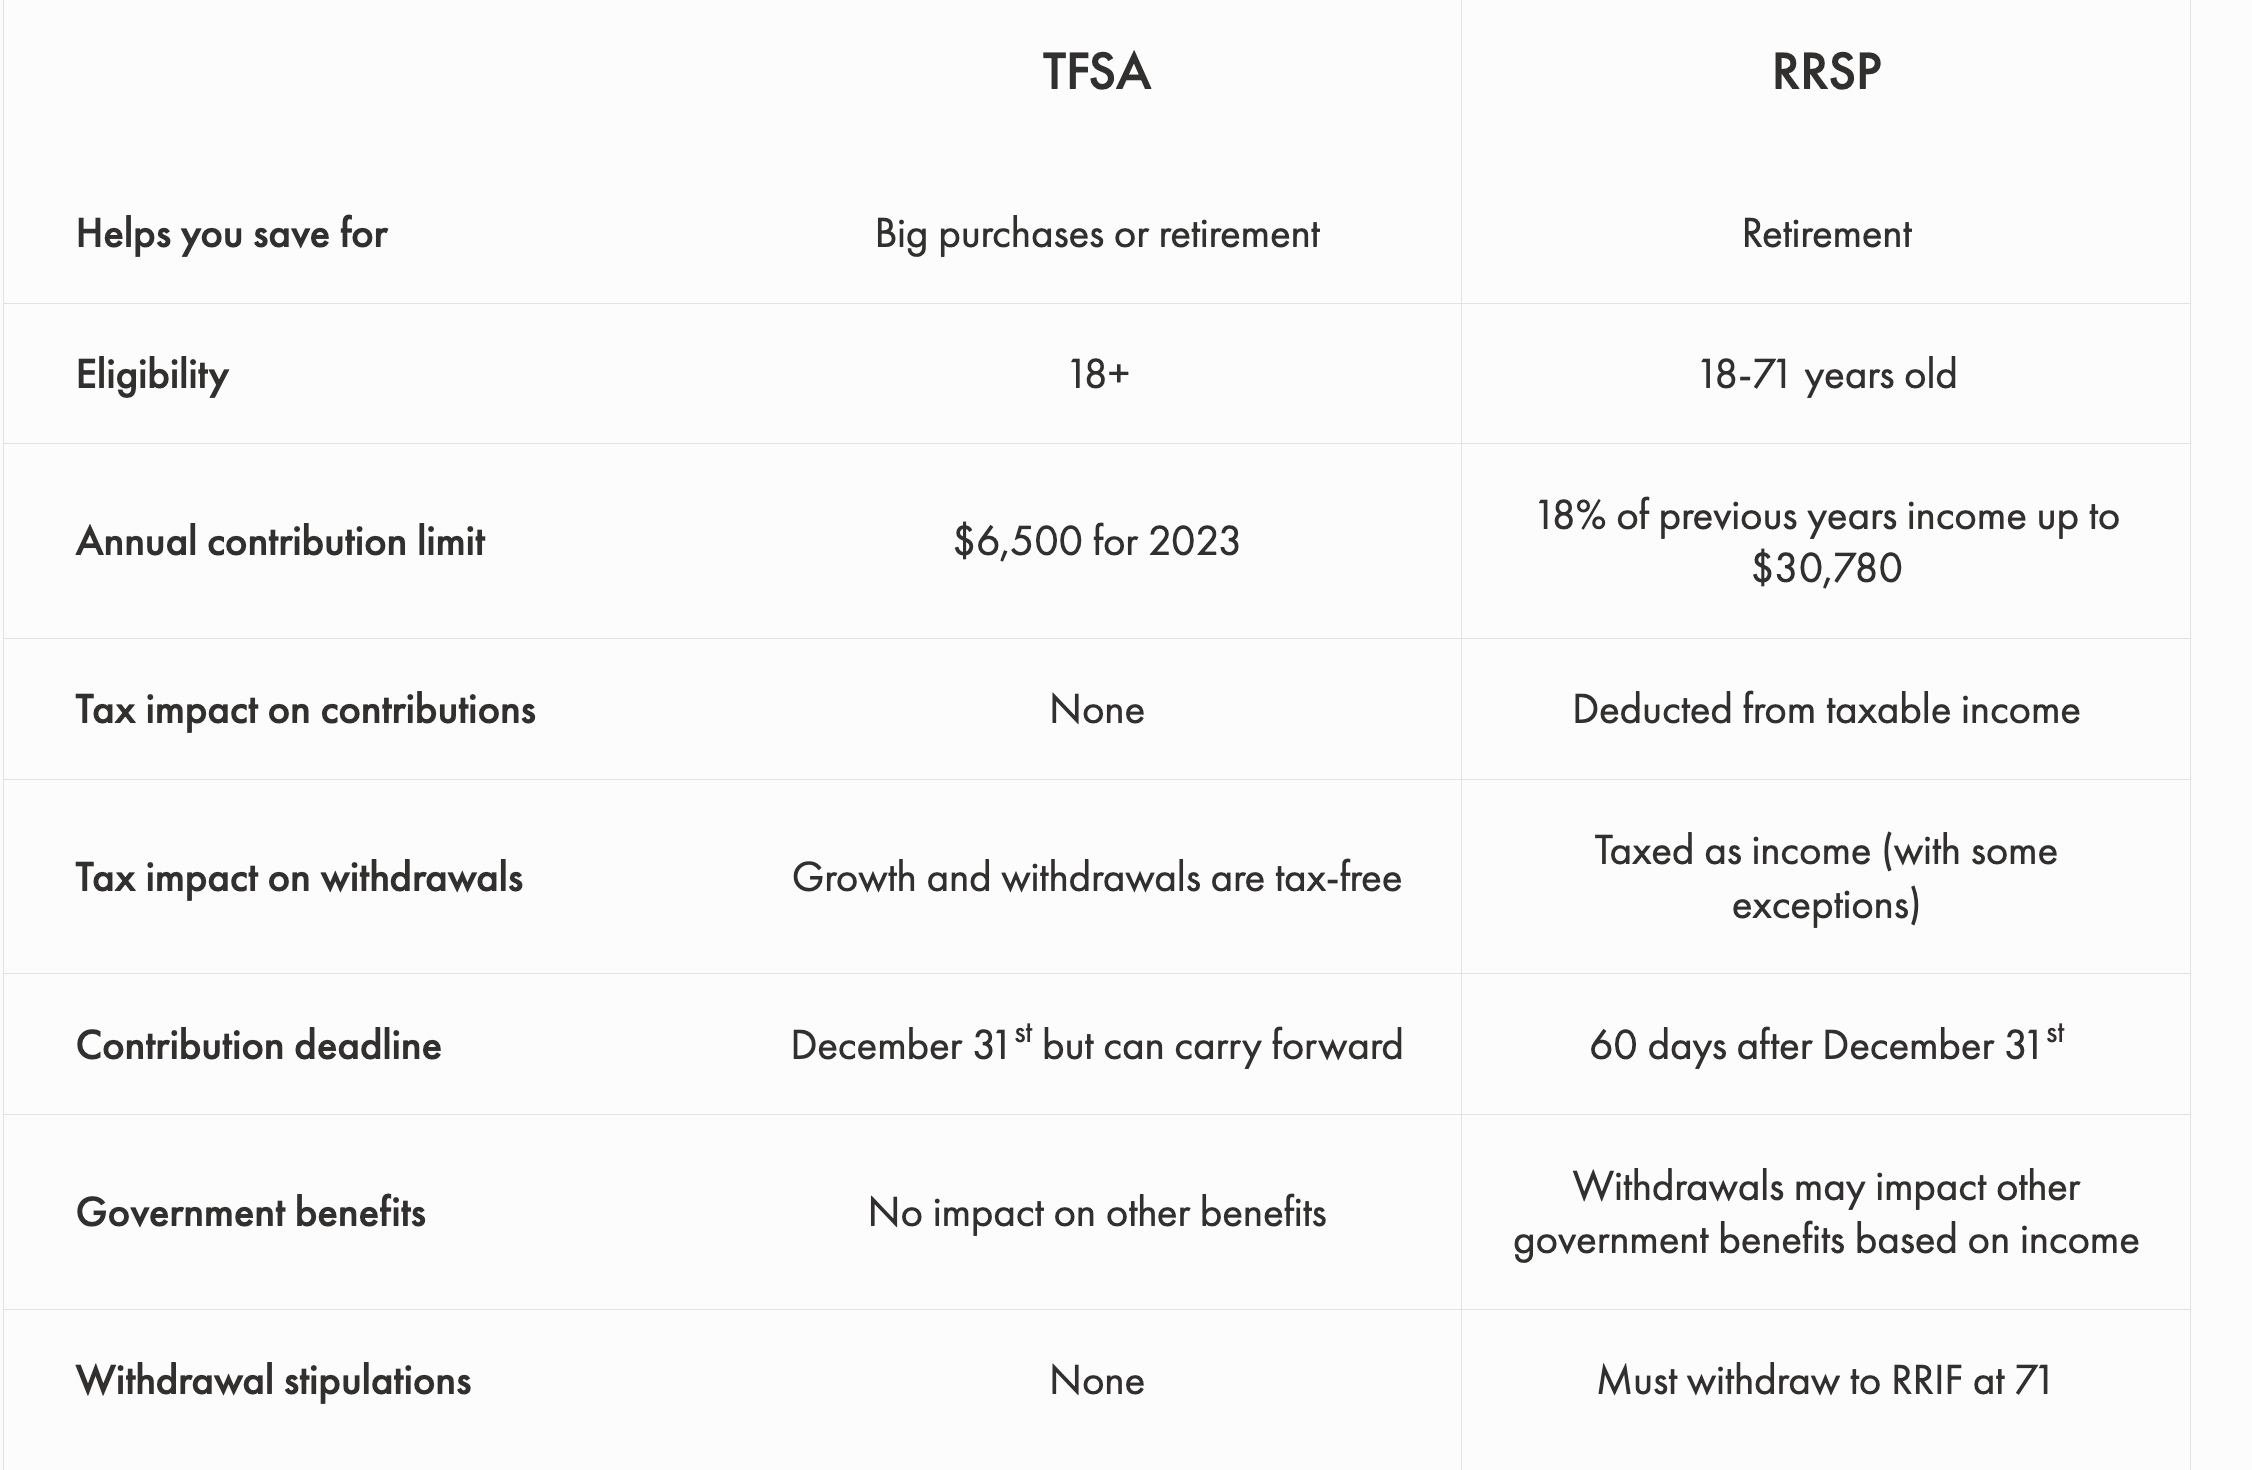 TFSA
RRSP
Helps you save for
Big purchases or retirement
Retirement
Eligibility
18+
18-71 years old
Annual contribution limit
$6,500 for 2023
18% of previous years income up to
$30,780
Tax impact on contributions
None
Deducted from taxable income
Tax impact on withdrawals
Growth and withdrawals are tax-free
Taxed as income (with some
exceptions)
Contribution deadline
December 31st but can carry forward
60 days after December 31st
Government benefits
No impact on other benefits
Withdrawals may impact other
government benefits based on income
Withdrawal stipulations
None
Must withdraw to RRIF at 71